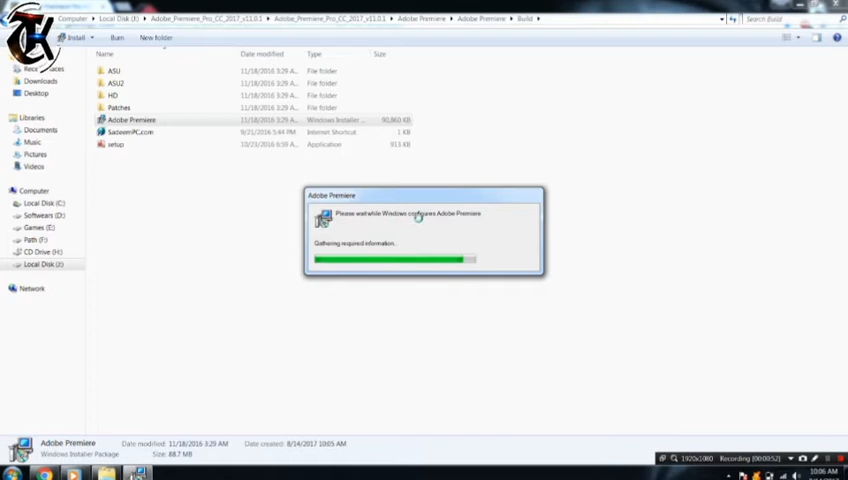 Computer ▸ Local Disk (I:) ▸ Adobe_Premiere_Pro_CC_2017_v11.0.1 ▸ Adobe_Premiere_Pro_CC_2017_v11.0.1 ▸ Adobe Premiere ▸ Adobe Premiere ▸ Build ▸
Search Build
Install
Burn
New folder
Name
Date modified
Type
Size
Downloads
Desktop
Libraries
Documents
Music
Pictures
Videos
Computer
Local Disk (C:)
Softwares (D:)
Games (E:)
Path (F:)
CD Drive (H:)
Local Disk (I:)
Network
ASU 11/18/2016 3:29 A... File folder
ASU2 11/18/2016 3:29 A... File folder
HD 11/18/2016 3:29 A... File folder
Patches 11/18/2016 3:29 A... File folder
Adobe Premiere 11/18/2016 3:29 A... Windows Installer ... 90,860 KB
SadeemPC.com 9/21/2016 5:44 PM Internet Shortcut 1 KB
setup 10/23/2016 6:59 A... Application 913 KB
Adobe Premiere
Please wait while Windows configures Adobe Premiere
Gathering required information.
Adobe Premiere Date modified: 11/18/2016 3:29 AM Date created: 8/14/2017 10:05 AM
Windows Installer Package Size: 88.7 MB
1920x1080 Recording [00:00:52]
10:06 AM